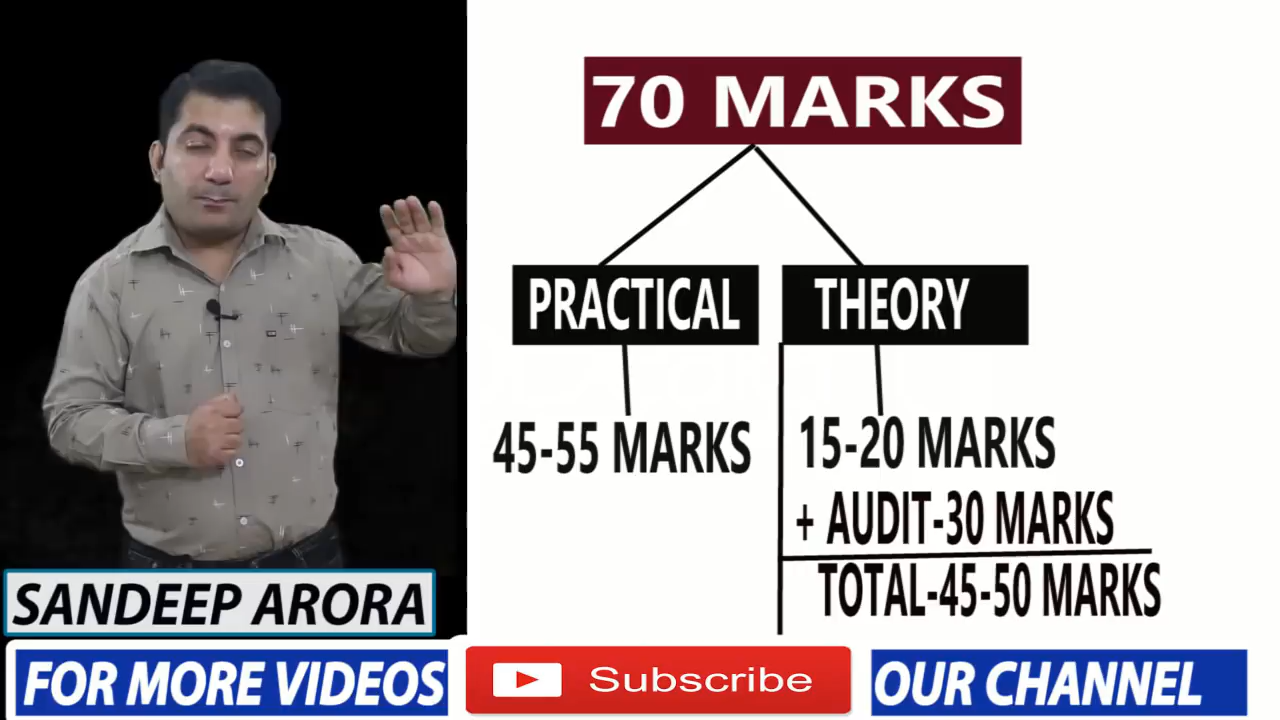 70 MARKS
PRACTICAL
THEORY
45-55 MARKS
15-20 MARKS
+ AUDIT-30 MARKS
TOTAL-45-50 MARKS
SANDEEP ARORA
FOR MORE VIDEOS
Subscribe
OUR CHANNEL